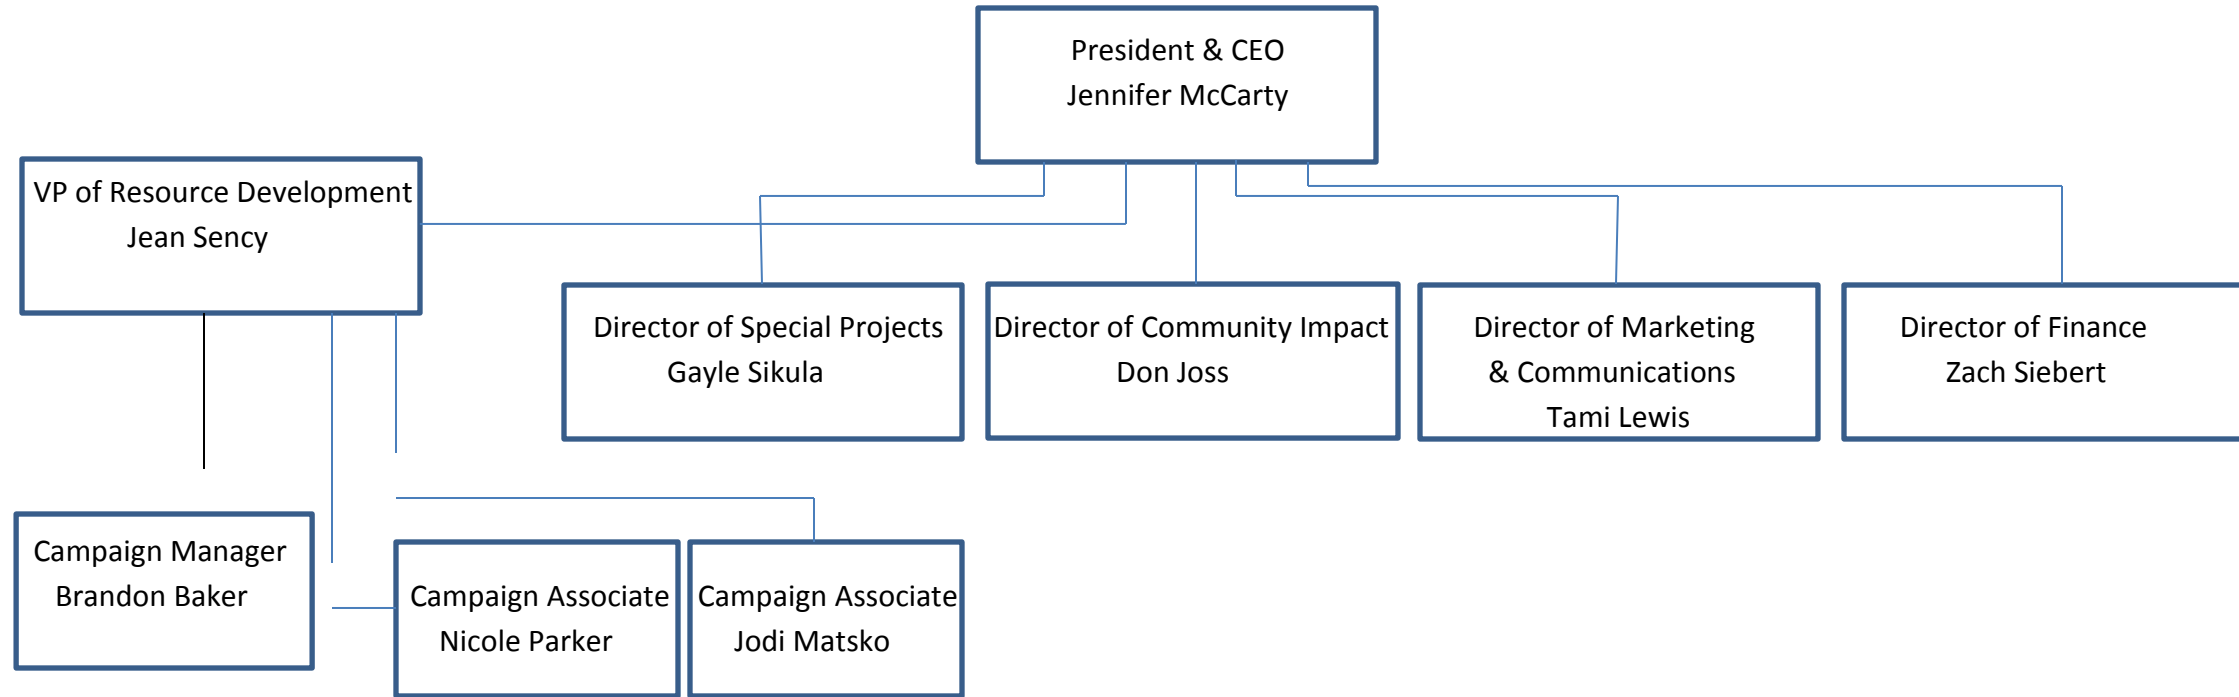 President & CEO
Jennifer McCarty
VP of Resource Development
Jean Sency
Director of Special Projects
Gayle Sikula
Director of Community Impact
Don Joss
Director of Marketing
& Communications
Tami Lewis
Director of Finance
Zach Siebert
Campaign Manager
Brandon Baker
Campaign Associate
Nicole Parker
Campaign Associate
Jodi Matsko